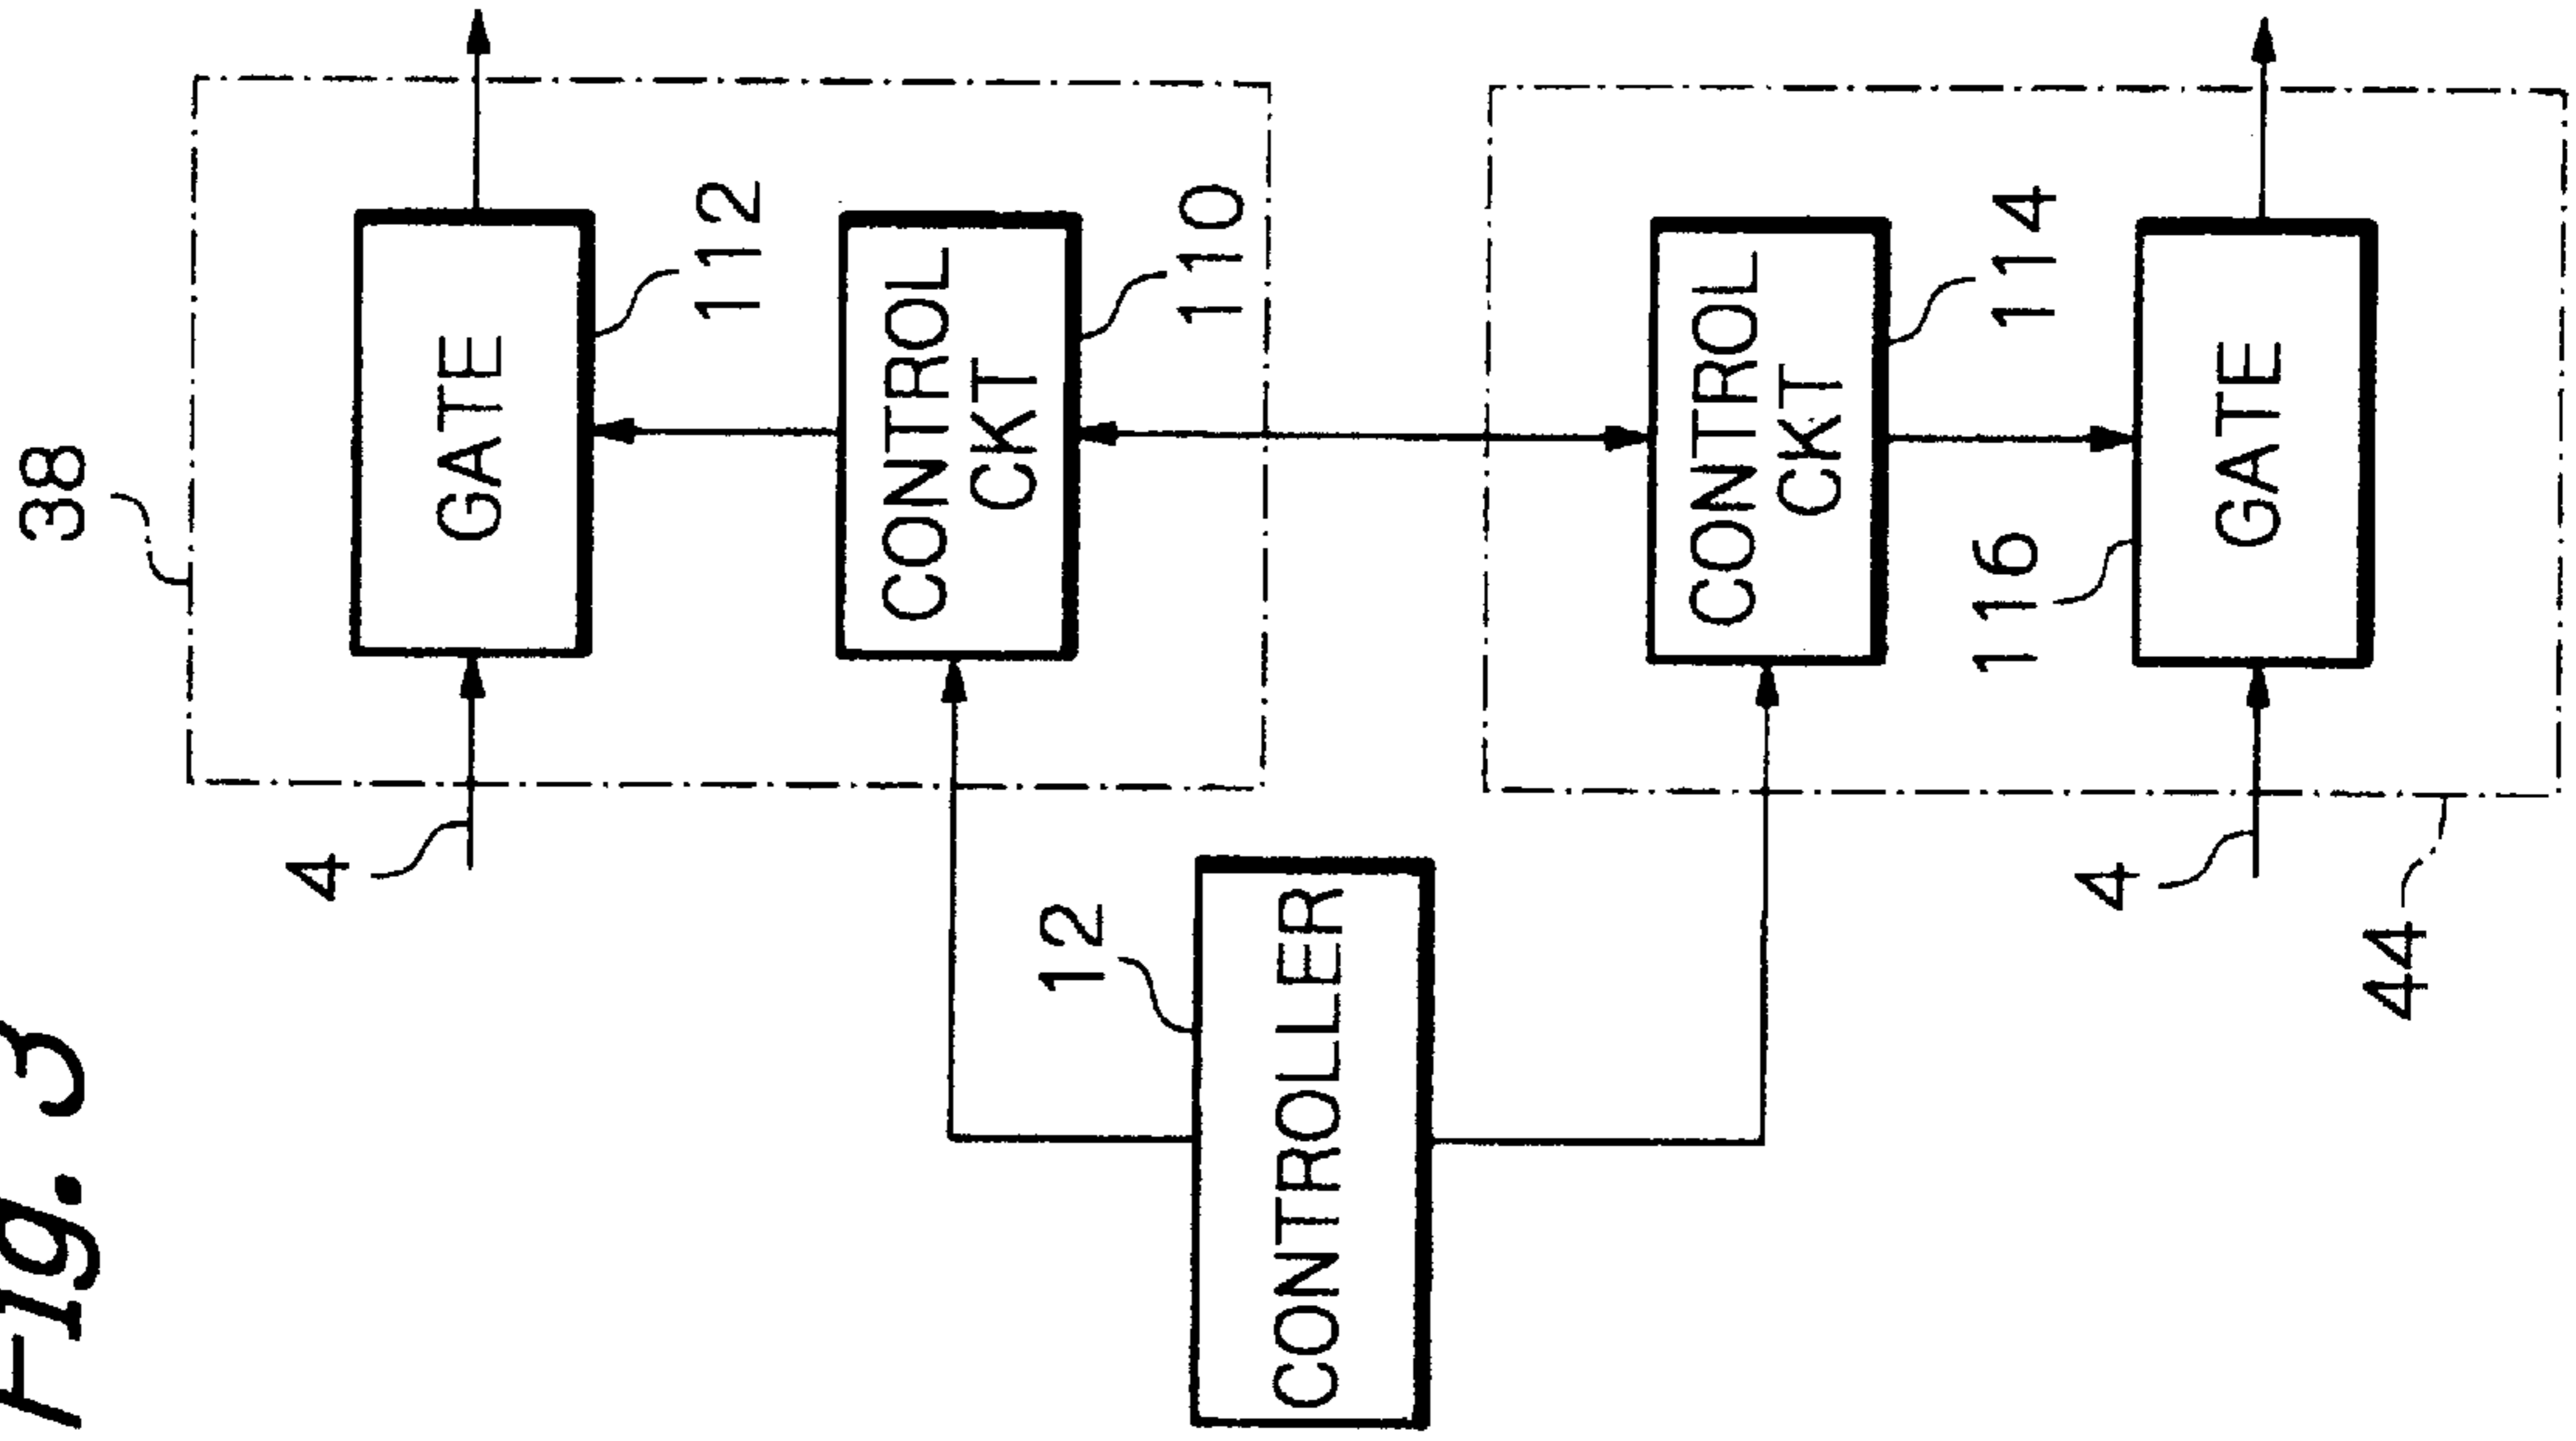 Fig. 3
38
4
GATE
112
CONTROL
CKT
110
12
CONTROLLER
CONTROL
CKT
114
116
4
GATE
44